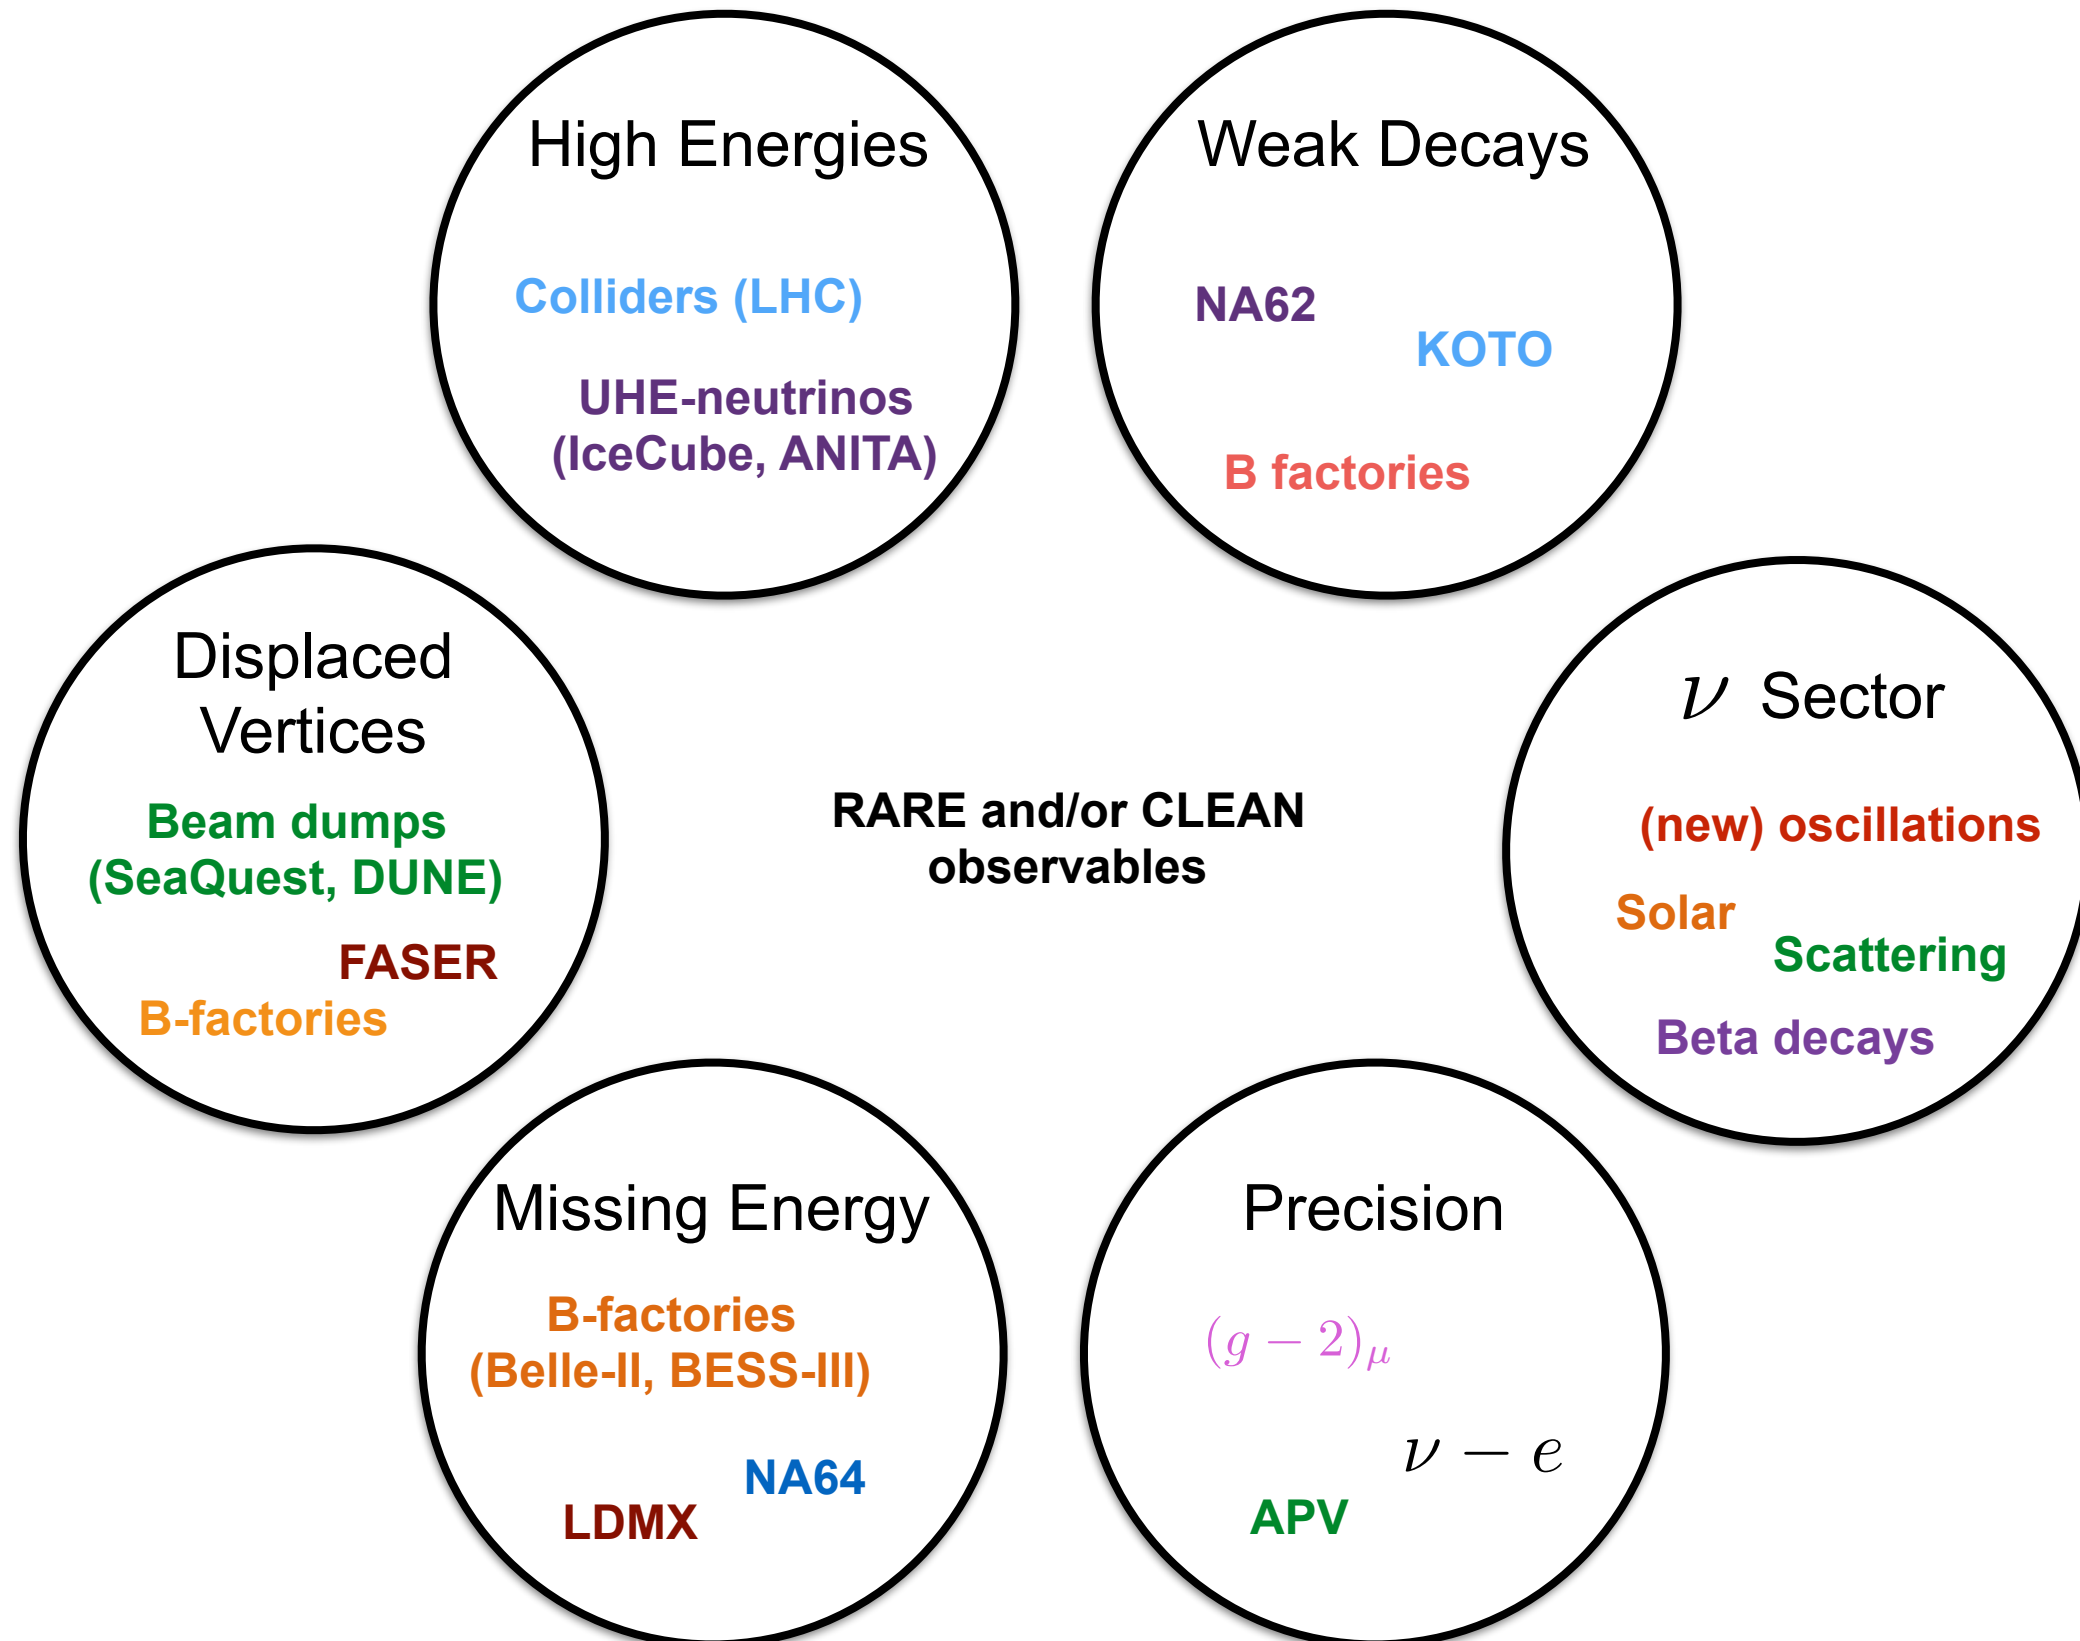 High Energies
Colliders (LHC)
UHE-neutrinos
(IceCube, ANITA)
Weak Decays
NA62
KOTO
B factories
Displaced
Vertices
Beam dumps
(SeaQuest, DUNE)
FASER
B-factories
RARE and/or CLEAN
observables
ν Sector
(new) oscillations
Solar
Scattering
Beta decays
Missing Energy
B-factories
(Belle-II, BESS-III)
NA64
LDMX
Precision
(g − 2)μ
ν − e
APV